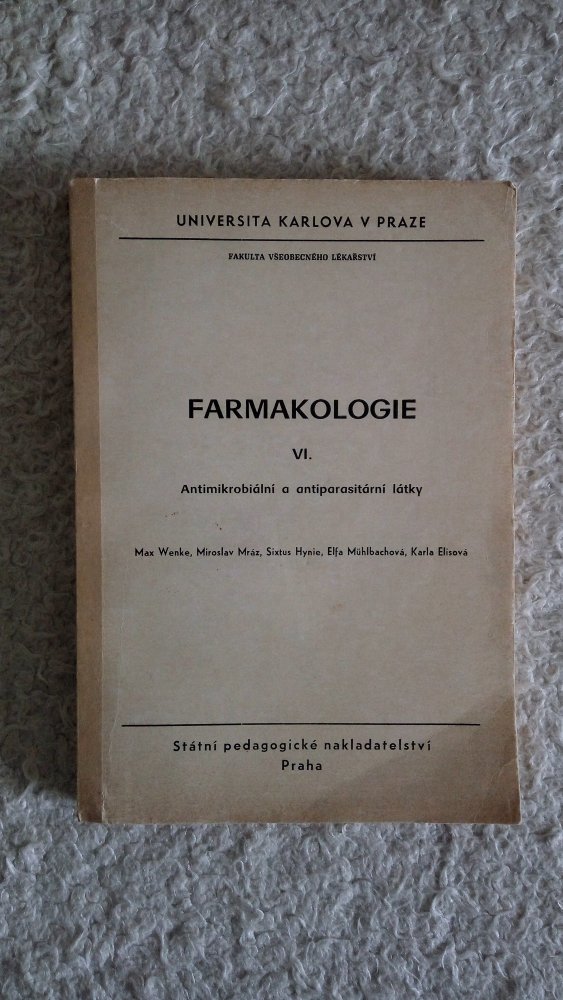 UNIVERSITA KARLOVA V PRAZE
FAKULTA VŠEOBECNÉHO LÉKAŘSTVÍ
FARMAKOLOGIE
VI.
Antimikrobiální a antiparasitární látky
Max Wenke, Miroslav Mráz, Sixtus Hynie, Elfa Mühlbachová, Karla Elisová
Státní pedagogické nakladatelství
Praha